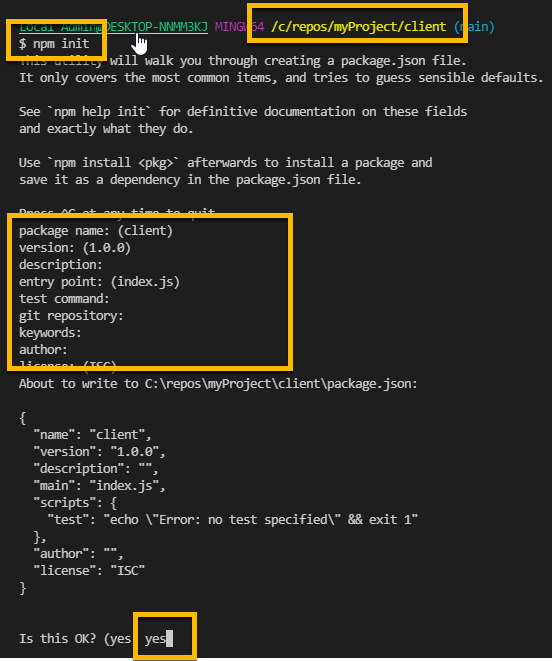 Local Admin@DESKTOP-NNMM3KJ MINGW64 /c/repos/myProject/client (main)
$ npm init
This utility will walk you through creating a package.json file.
It only covers the most common items, and tries to guess sensible defaults.
See `npm help init` for definitive documentation on these fields
and exactly what they do.
Use `npm install <pkg>` afterwards to install a package and
save it as a dependency in the package.json file.
Press ^C at any time to quit.
package name: (client)
version: (1.0.0)
description:
entry point: (index.js)
test command:
git repository:
keywords:
author:
license: (ISC)
About to write to C:\repos\myProject\client\package.json:
{
  "name": "client",
  "version": "1.0.0",
  "description": "",
  "main": "index.js",
  "scripts": {
    "test": "echo \"Error: no test specified\" && exit 1"
  },
  "author": "",
  "license": "ISC"
}
Is this OK? (yes) yes